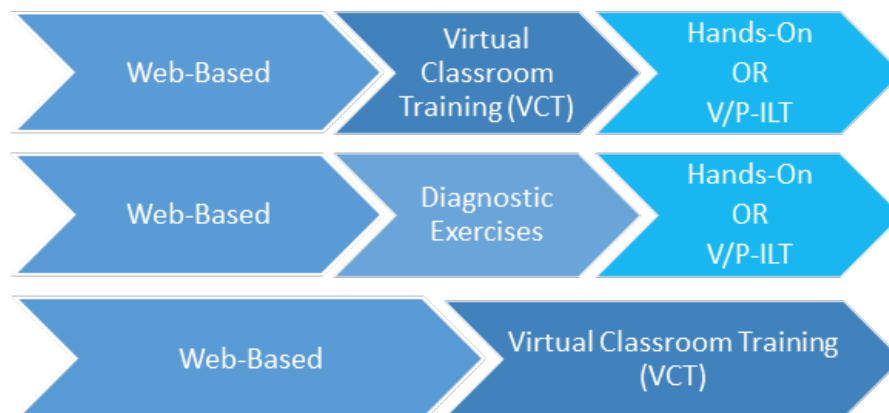 Web-Based
Virtual
Classroom
Training (VCT)
Hands-On
OR
V/P-ILT
Web-Based
Diagnostic
Exercises
Hands-On
OR
V/P-ILT
Web-Based
Virtual Classroom Training
(VCT)